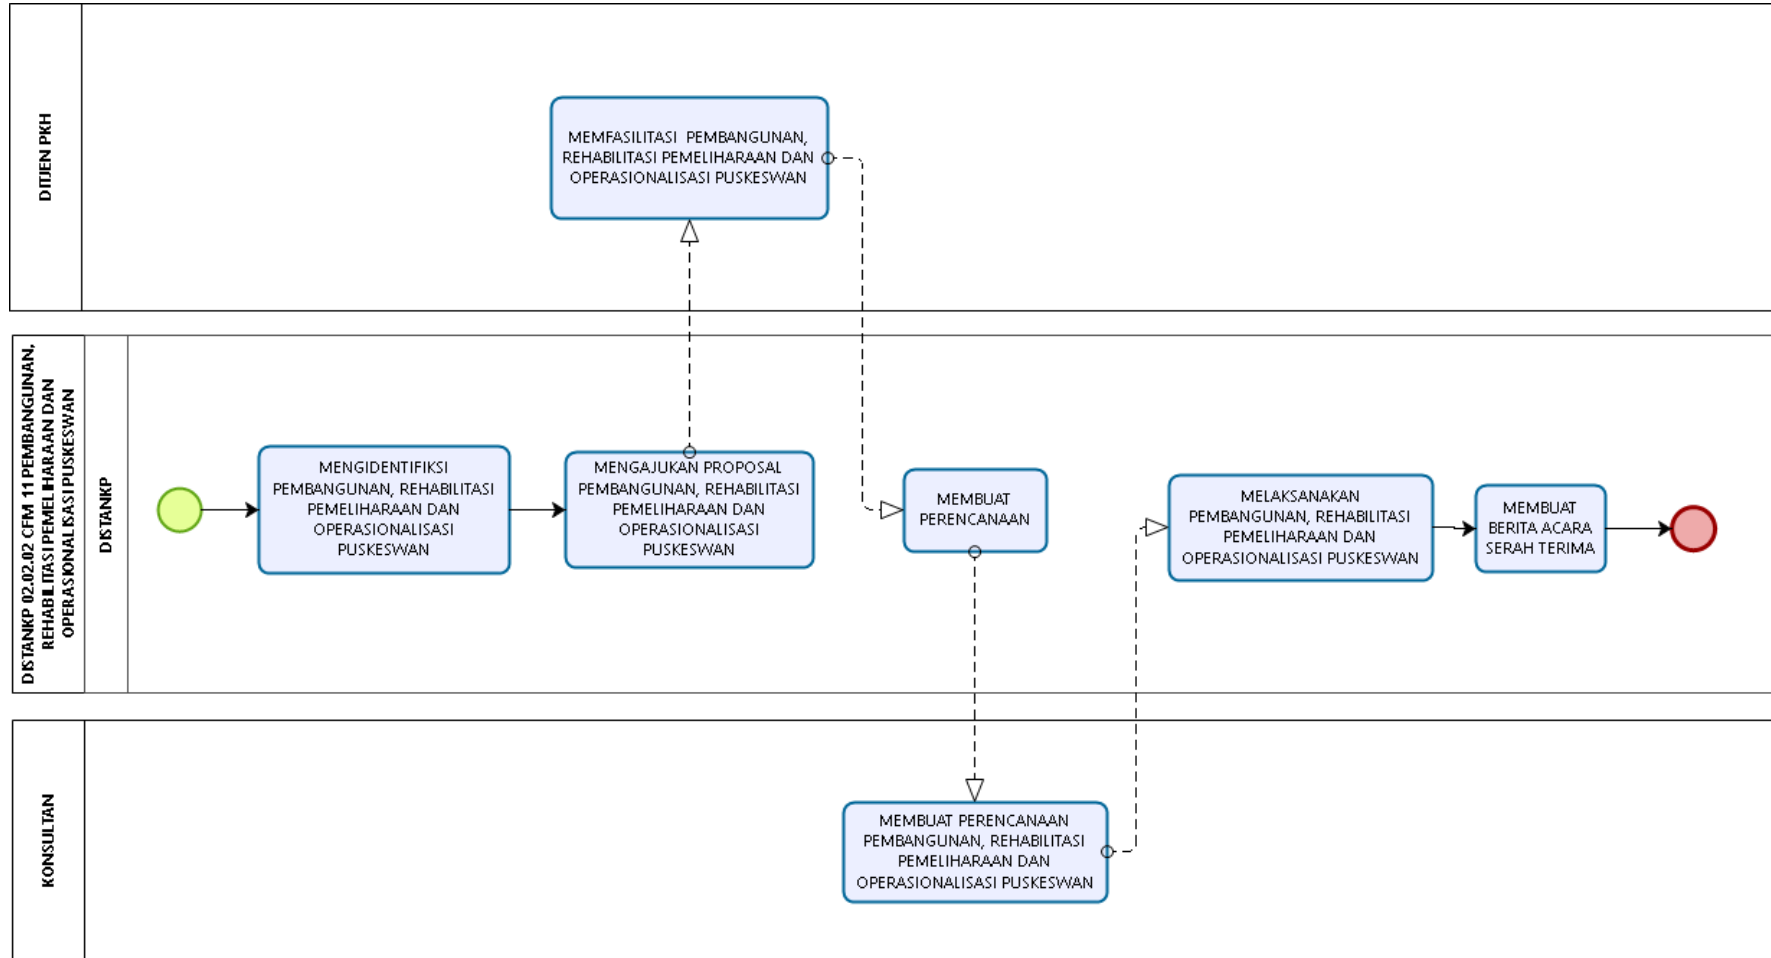 DITJEN PKH
MEMFASILITASI PEMBANGUNAN,
REHABILITASI PEMELIHARAAN DAN
OPERASIONALISASI PUSKESWAN
DISTANKP 02.02.02.02 CFM 11 PEMBANGUNAN,
REHABILITASI PEMELIHARAAN DAN
OPERASIONALISASI PUSKESWAN
DISTANKP
MENGIDENTIFIKSI
PEMBANGUNAN, REHABILITASI
PEMELIHARAAN DAN
OPERASIONALISASI
PUSKESWAN
MENGAJUKAN PROPOSAL
PEMBANGUNAN, REHABILITASI
PEMELIHARAAN DAN
OPERASIONALISASI
PUSKESWAN
MEMBUAT
PERENCANAAN
MELAKSANAKAN
PEMBANGUNAN, REHABILITASI
PEMELIHARAAN DAN
OPERASIONALISASI PUSKESWAN
MEMBUAT
BERITA ACARA
SERAH TERIMA
KONSULTAN
MEMBUAT PERENCANAAN
PEMBANGUNAN, REHABILITASI
PEMELIHARAAN DAN
OPERASIONALISASI PUSKESWAN